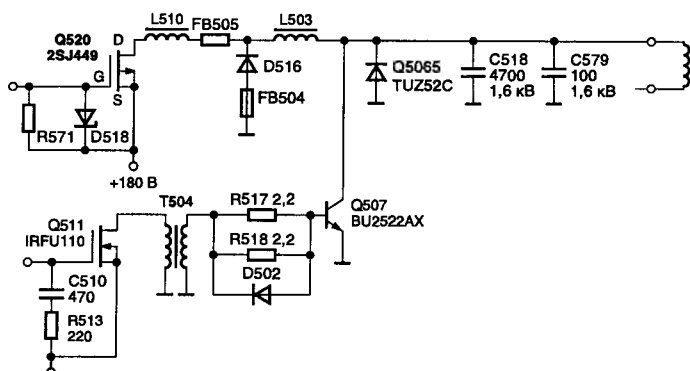 L510
FB505
L503
Q520
2SJ449
D
G
S
D516
FB504
Q5065
TUZ52C
C518
4700
1,6 кВ
C579
100
1,6 кВ
R571
D518
+180 В
T504
Q511
IRFU110
R517 2,2
R518 2,2
D502
Q507
BU2522AX
C510
470
R513
220